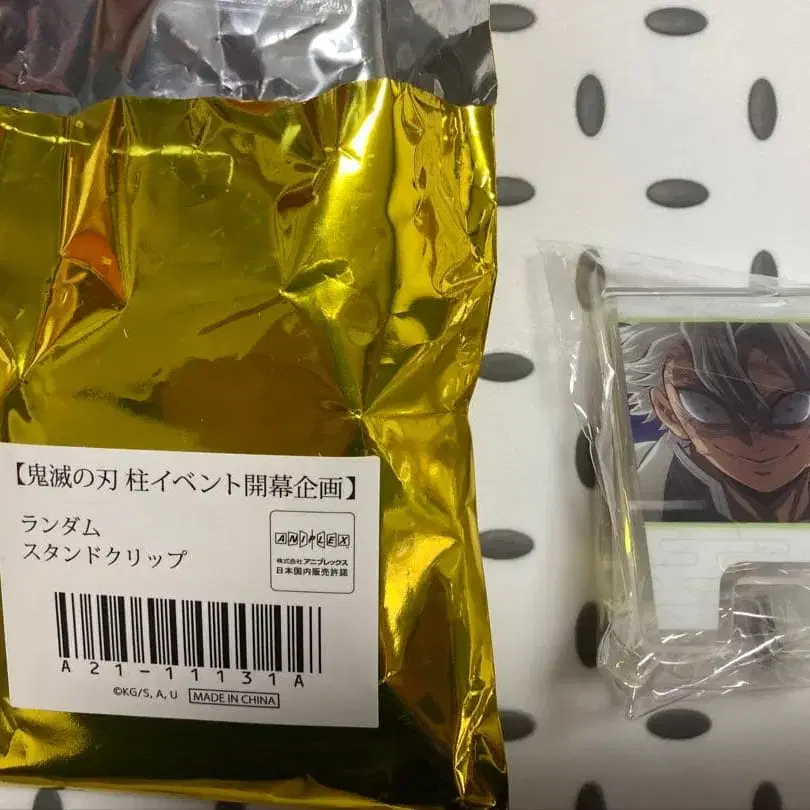 【鬼滅の刃 柱イベント開幕企画】
ランダム
スタンドクリップ
ANIPLEX
株式会社アニプレックス
日本国内販売許諾
A21-11131A
©KG/S, A, U MADE IN CHINA